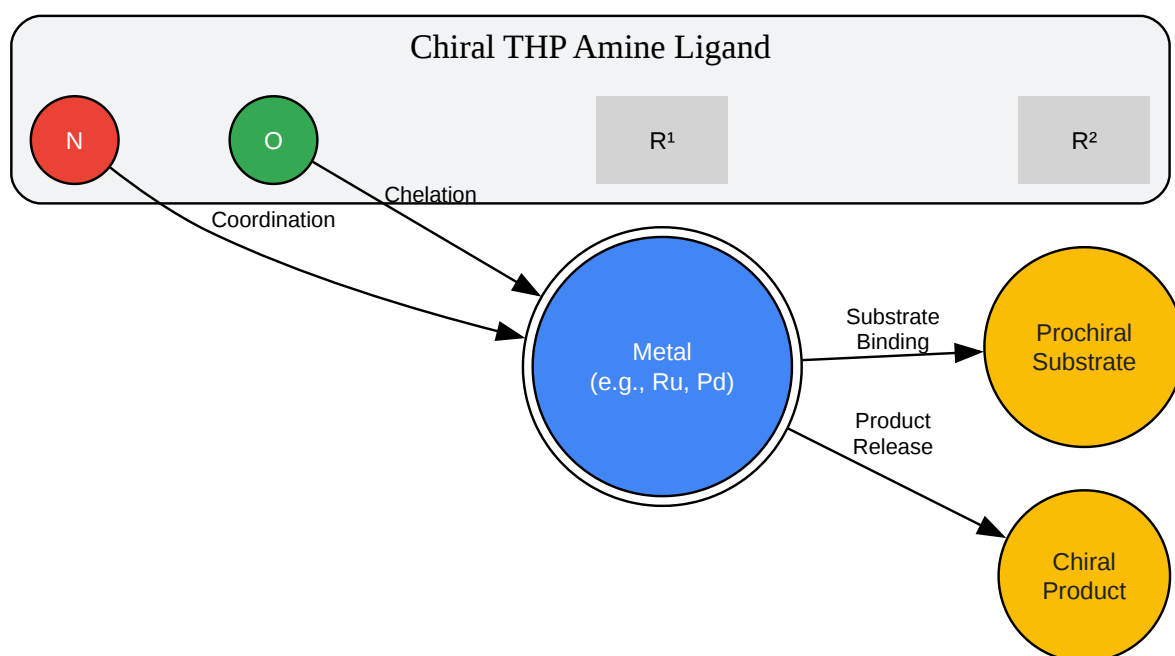 Chiral THP Amine Ligand
N
O
R¹
R²
Chelation
Coordination
Metal
(e.g., Ru, Pd)
Substrate
Binding
Prochiral
Substrate
Product
Release
Chiral
Product